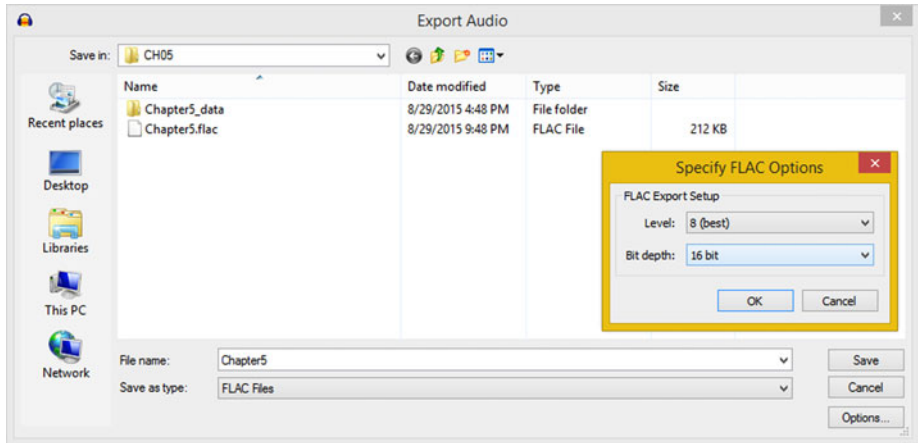 Export Audio
Save in: CH05
Name Date modified Type Size
Chapter5_data 8/29/2015 4:48 PM File folder
Chapter5.flac 8/29/2015 9:48 PM FLAC File 212 KB
Recent places
Desktop
Libraries
This PC
Network
Specify FLAC Options
FLAC Export Setup
Level: 8 (best)
Bit depth: 16 bit
OK Cancel
File name: Chapter5 Save
Save as type: FLAC Files Cancel
Options...